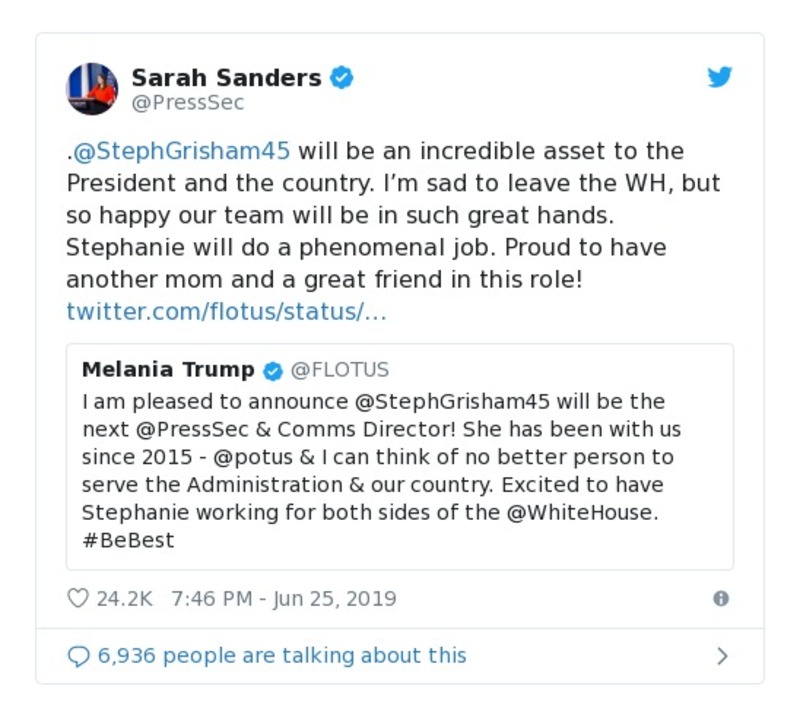 Sarah Sanders
@PressSec
.@StephGrisham45 will be an incredible asset to the
President and the country. I’m sad to leave the WH, but
so happy our team will be in such great hands.
Stephanie will do a phenomenal job. Proud to have
another mom and a great friend in this role!
twitter.com/flotus/status/…
Melania Trump @FLOTUS
I am pleased to announce @StephGrisham45 will be the
next @PressSec & Comms Director! She has been with us
since 2015 - @potus & I can think of no better person to
serve the Administration & our country. Excited to have
Stephanie working for both sides of the @WhiteHouse.
#BeBest
24.2K 7:46 PM - Jun 25, 2019
6,936 people are talking about this